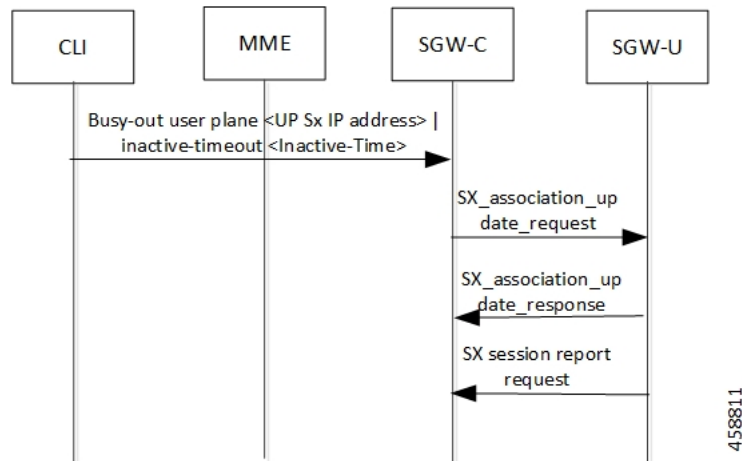 CLI
MME
SGW-C
SGW-U
Busy-out user plane <UP Sx IP address> |
inactive-timeout <Inactive-Time>
SX_association_up
date_request
SX_association_up
date_response
SX session report
request
458811